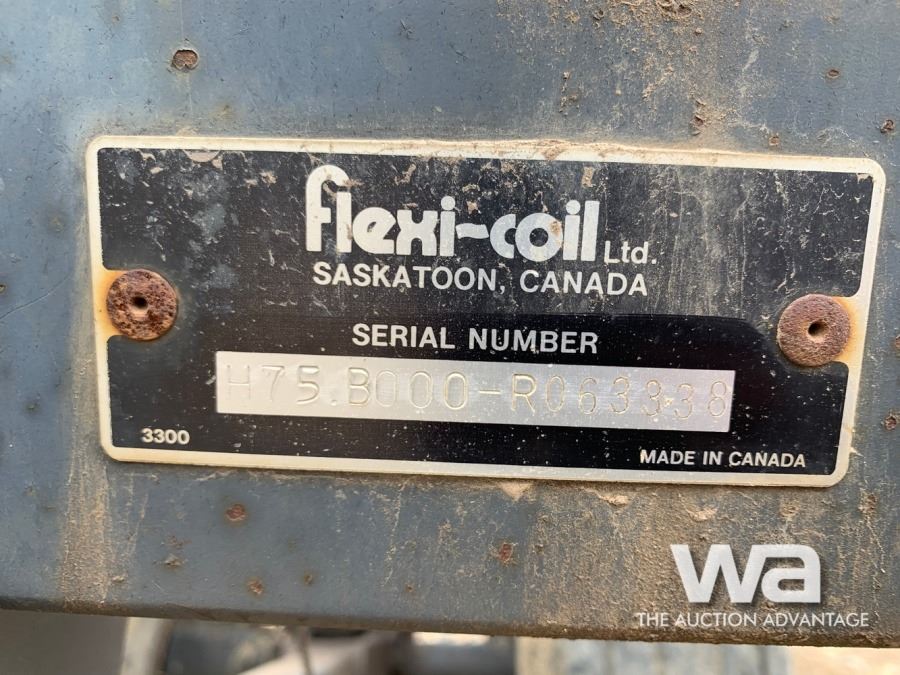 flexi-coil Ltd.
SASKATOON, CANADA
SERIAL NUMBER
H75.B000-R063338
3300
MADE IN CANADA
wa
THE AUCTION ADVANTAGE